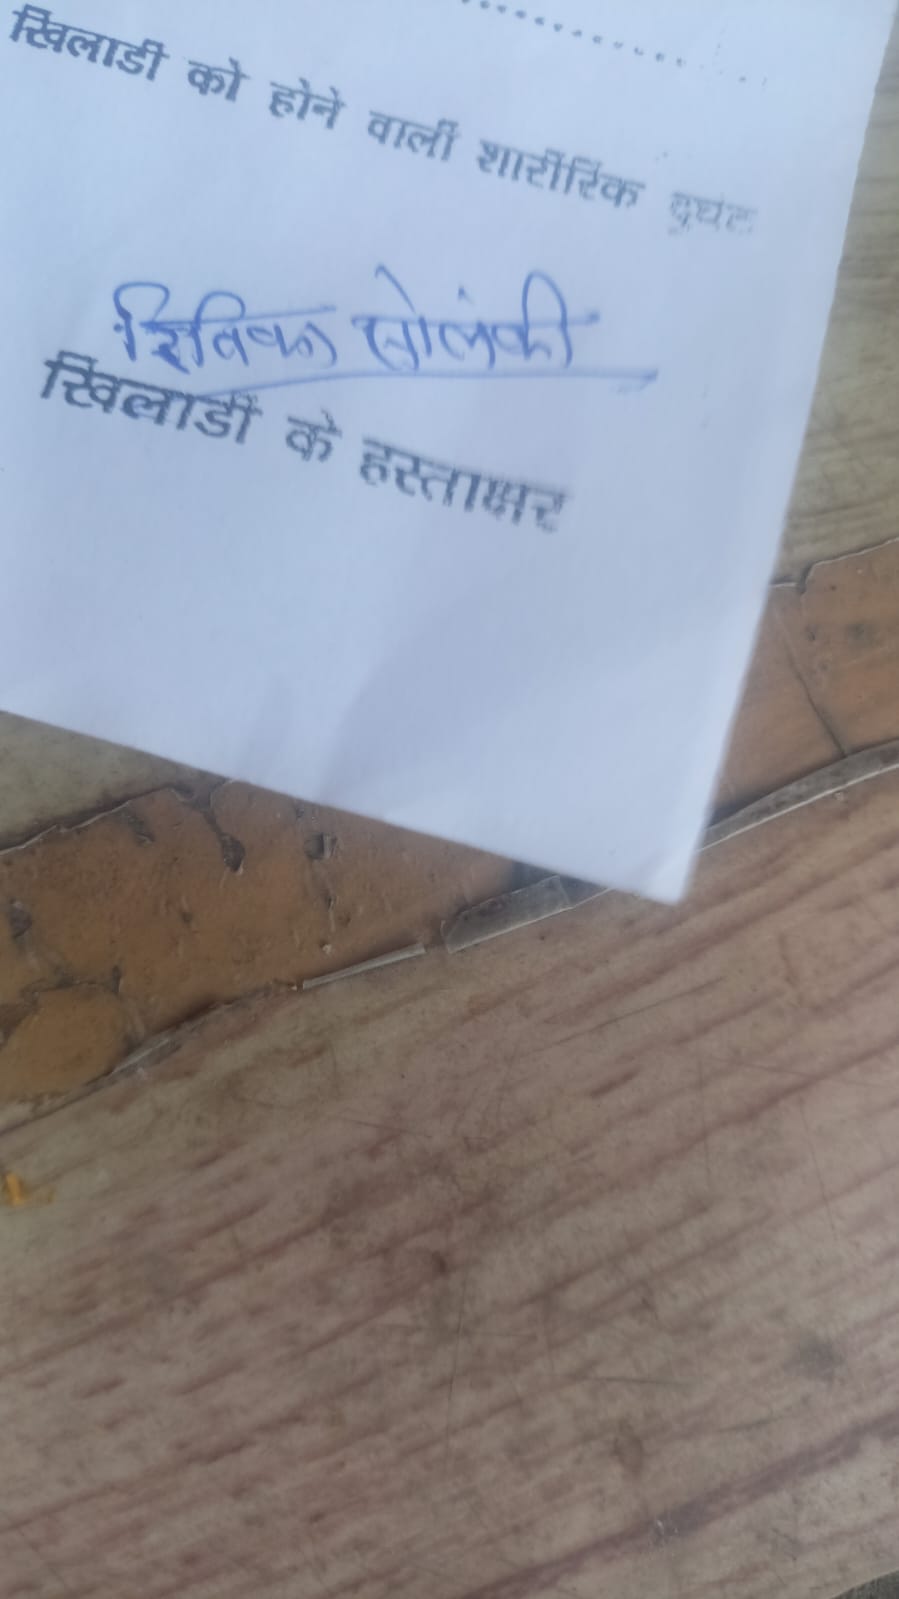 खिलाडी को होने वाली शारीरिक दुघट
रितिक सोलंकी
खिलाडी के हस्ताक्षर